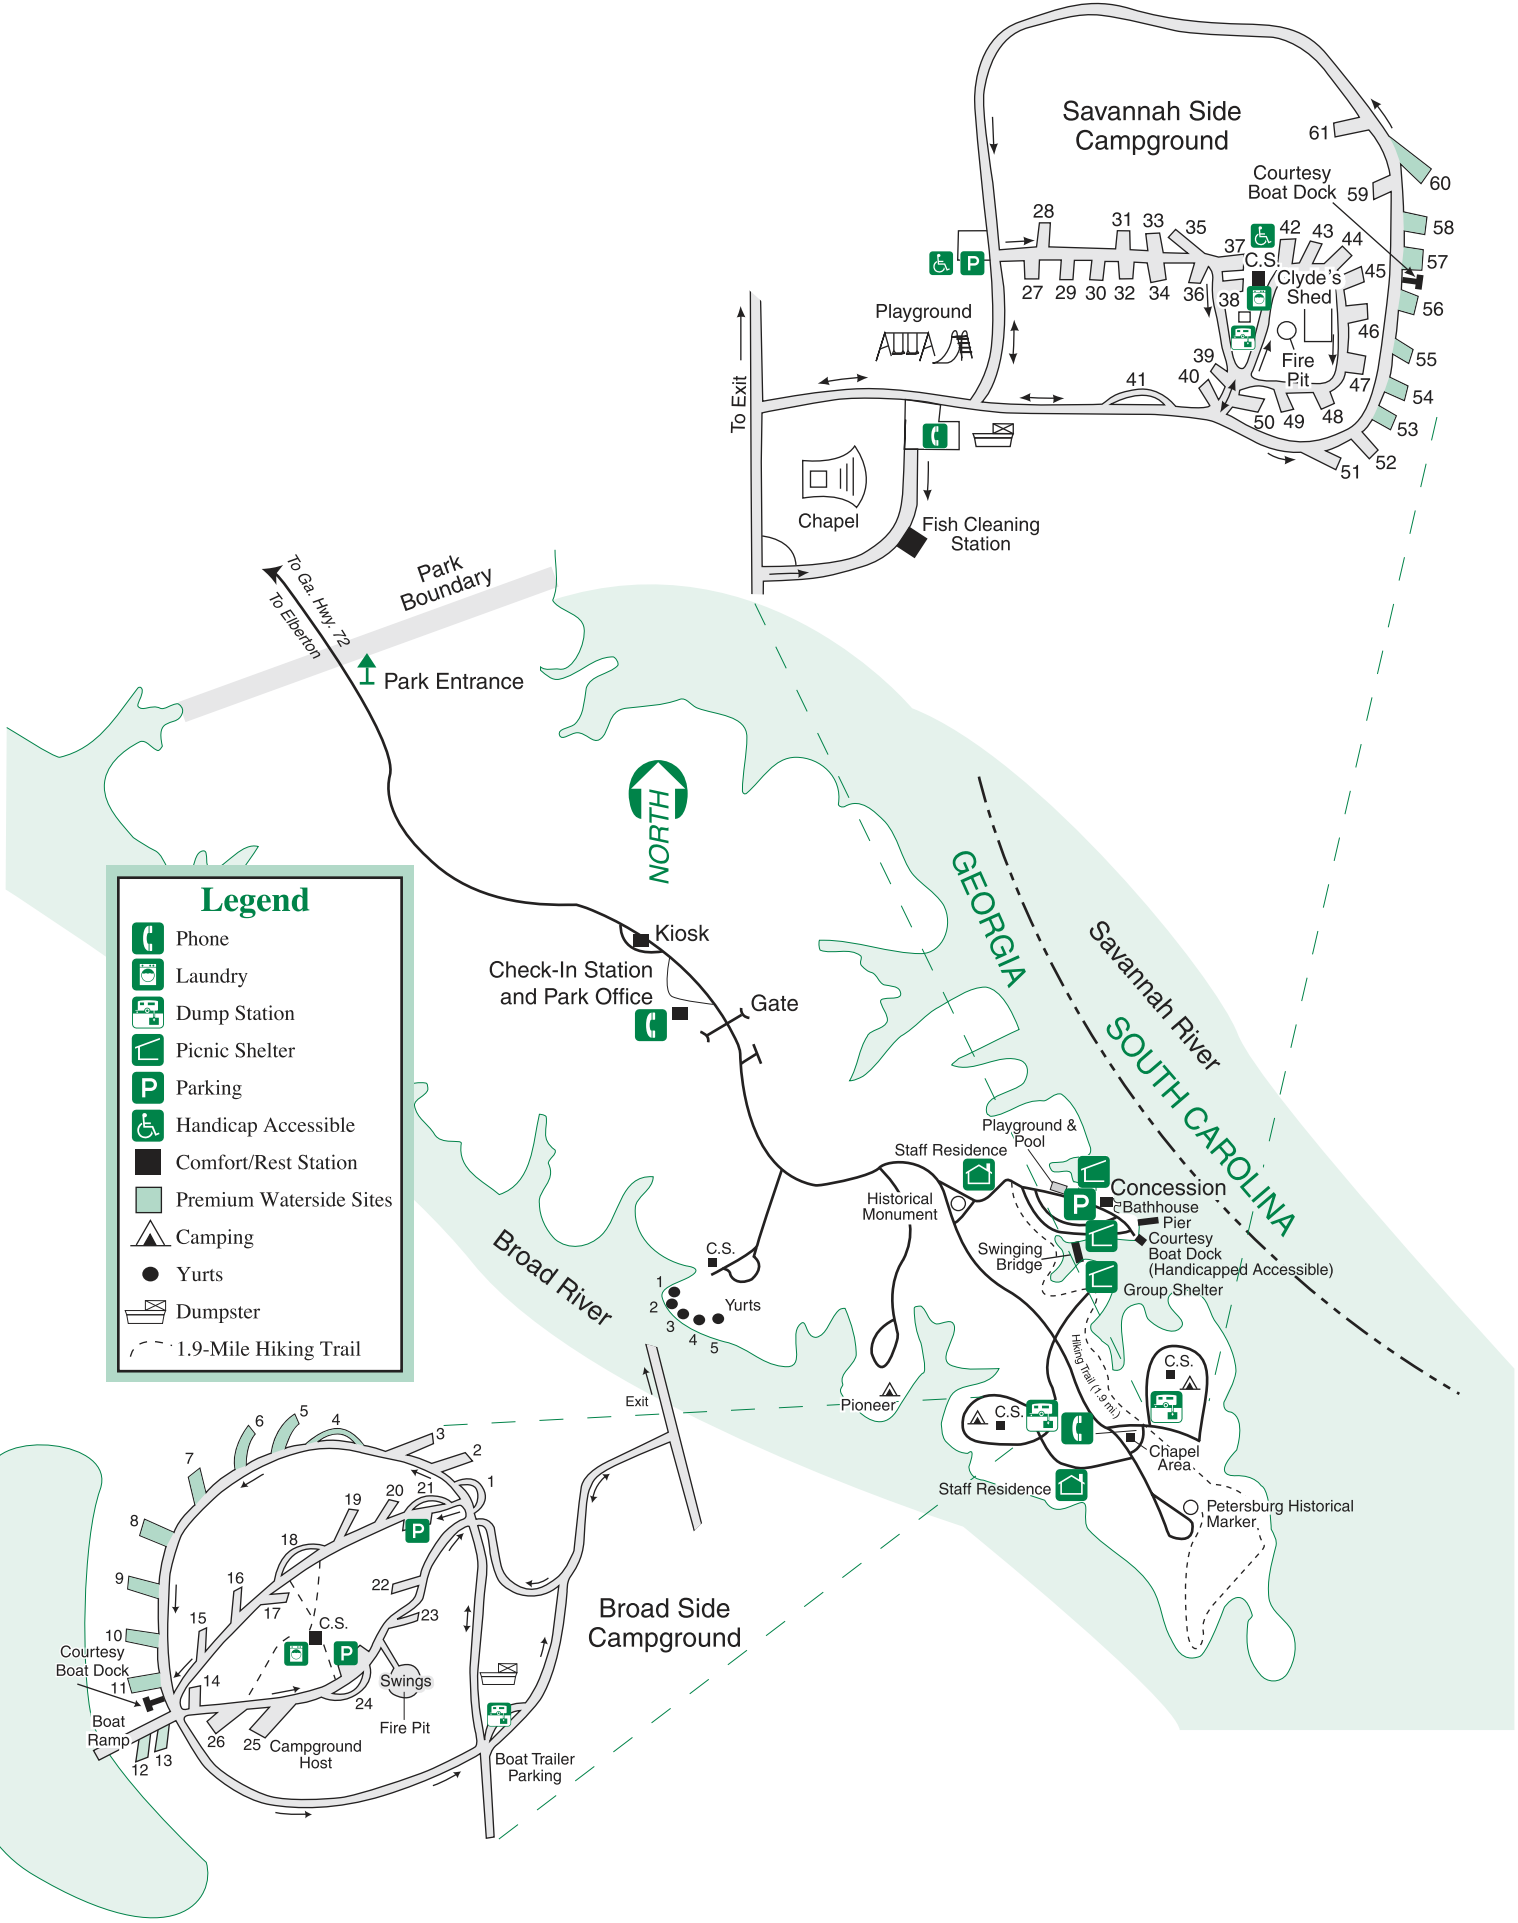 Savannah Side
Campground
61
Courtesy
Boat Dock
59
60
58
57
56
55
54
53
52
51
28
31
33
35
37
42
43
44
C.S.
Clyde's
Shed
45
46
47
27
29
30
32
34
36
38
39
40
41
Fire
Pit
50
49
48
P
Playground
To Exit
Chapel
Fish Cleaning
Station
To Ga. Hwy. 72
To Elberton
Park
Boundary
Park Entrance
NORTH
Legend
Phone
Laundry
Dump Station
Picnic Shelter
P
Parking
Handicap Accessible
Comfort/Rest Station
Premium Waterside Sites
Camping
Yurts
Dumpster
1.9-Mile Hiking Trail
Kiosk
Check-In Station
and Park Office
Gate
GEORGIA
Savannah River
SOUTH CAROLINA
Playground &
Pool
Staff Residence
Historical
Monument
P
Concession
Bathhouse
Pier
Courtesy
Boat Dock
(Handicapped Accessible)
Swinging
Bridge
Group Shelter
Broad River
C.S.
Yurts
1
2
3
4
5
Hiking Trail (1.9 mi.)
C.S.
Pioneer
C.S.
Chapel
Area
Staff Residence
Petersburg Historical
Marker
Exit
Broad Side
Campground
6
5
4
3
2
1
7
8
9
10
Courtesy
Boat Dock
11
Boat
Ramp
12
13
14
15
16
17
18
19
20
21
P
22
23
C.S.
P
24
25
26
Swings
Fire Pit
Campground
Host
Boat Trailer
Parking